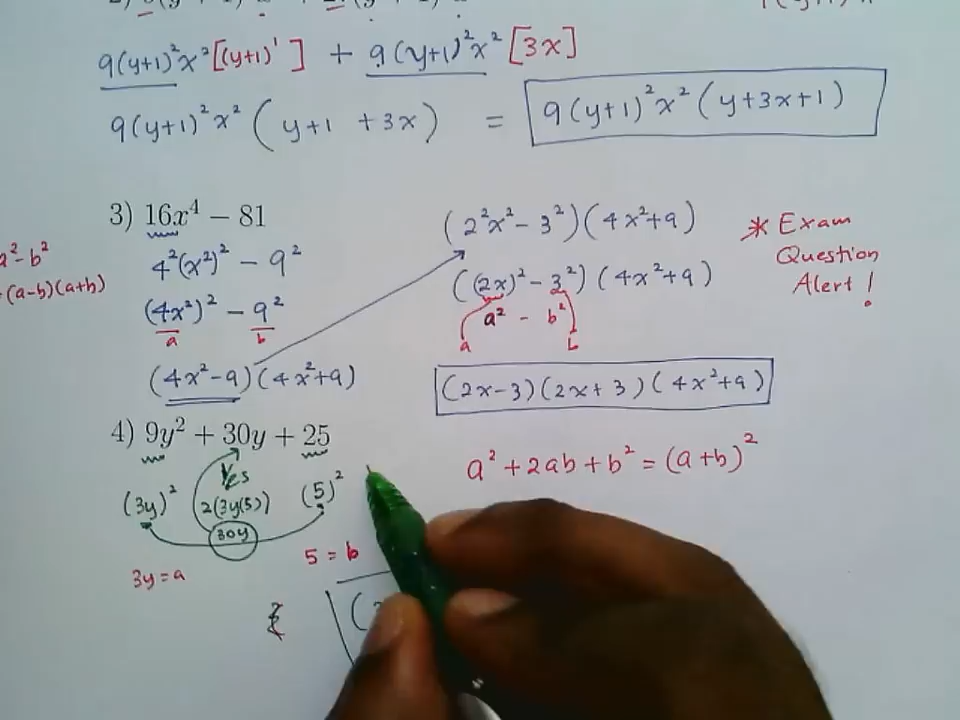 9(y+1)²x²[(y+1)¹] + 9(y+1)²x²[3x]
9(y+1)²x²(y+1 +3x) = 9(y+1)²x²(y+3x+1)
3) 16x⁴ − 81
4²(x²)² − 9²
(4x²)² − 9²
a b
(4x²−9)(4x²+9)
a²−b²
(a−b)(a+b)
(2²x²−3²)(4x²+9)
((2x)²−3²)(4x²+9)
a² − b²
a b
(2x−3)(2x+3)(4x²+9)
* Exam
Question
Alert!
4) 9y² + 30y + 25
Yes
(3y)² 2(3y(5)) (5)²
30y
3y=a
5 = b
a²+2ab+b²=(a+b)²